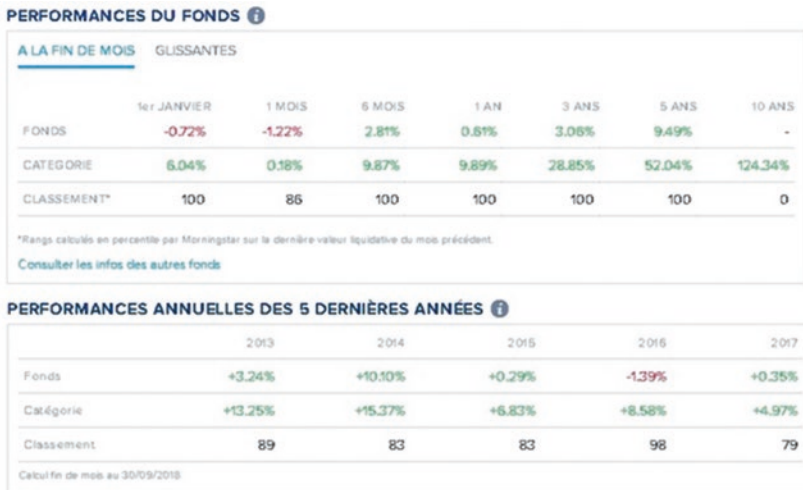 PERFORMANCES DU FONDS i
A LA FIN DE MOIS GLISSANTES
1er JANVIER 1 MOIS 6 MOIS 1 AN 3 ANS 5 ANS 10 ANS
FONDS -0.72% -1.22% 2.81% 0.61% 3.06% 9.49% -
CATEGORIE 6.04% 0.18% 9.87% 9.89% 28.85% 52.04% 124.34%
CLASSEMENT* 100 86 100 100 100 100 0
*Rangs calculés en percentile par Morningstar sur la dernière valeur liquidative du mois précédent.
Consulter les infos des autres fonds
PERFORMANCES ANNUELLES DES 5 DERNIÈRES ANNÉES i
2013 2014 2015 2016 2017
Fonds +3.24% +10.10% +0.29% -1.39% +0.35%
Catégorie +13.25% +15.37% +6.83% +8.58% +4.97%
Classement 89 83 83 98 79
Calcul fin de mois au 30/09/2018